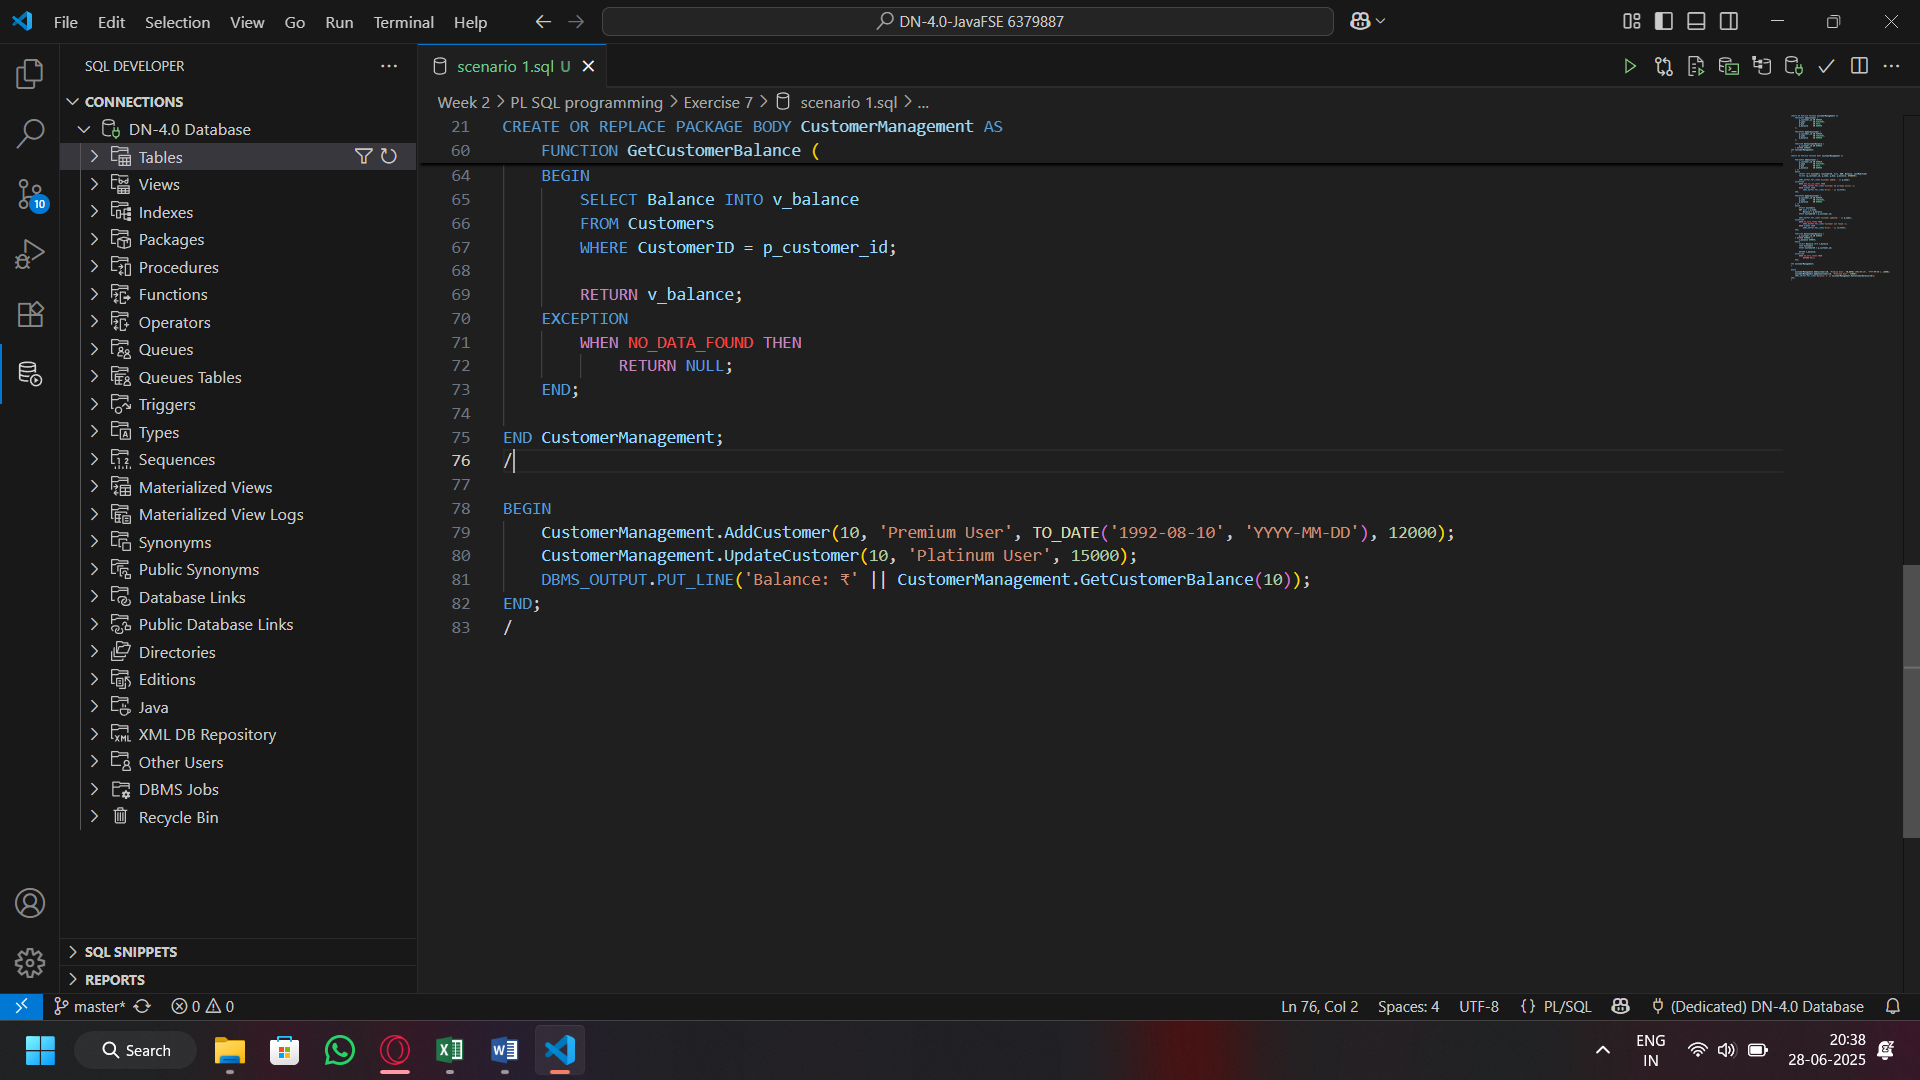 File Edit Selection View Go Run Terminal Help
DN-4.0-JavaFSE 6379887
SQL DEVELOPER
CONNECTIONS
DN-4.0 Database
Tables
Views
Indexes
Packages
Procedures
Functions
Operators
Queues
Queues Tables
Triggers
Types
Sequences
Materialized Views
Materialized View Logs
Synonyms
Public Synonyms
Database Links
Public Database Links
Directories
Editions
Java
XML DB Repository
Other Users
DBMS Jobs
Recycle Bin
SQL SNIPPETS
REPORTS
10
scenario 1.sql U
Week 2 > PL SQL programming > Exercise 7 > scenario 1.sql > ...
21 CREATE OR REPLACE PACKAGE BODY CustomerManagement AS
60 FUNCTION GetCustomerBalance (
64 BEGIN
65 SELECT Balance INTO v_balance
66 FROM Customers
67 WHERE CustomerID = p_customer_id;
68
69 RETURN v_balance;
70 EXCEPTION
71 WHEN NO_DATA_FOUND THEN
72 RETURN NULL;
73 END;
74
75 END CustomerManagement;
76 /
77
78 BEGIN
79 CustomerManagement.AddCustomer(10, 'Premium User', TO_DATE('1992-08-10', 'YYYY-MM-DD'), 12000);
80 CustomerManagement.UpdateCustomer(10, 'Platinum User', 15000);
81 DBMS_OUTPUT.PUT_LINE('Balance: ₹' || CustomerManagement.GetCustomerBalance(10));
82 END;
83 /
master* 0 0
Ln 76, Col 2 Spaces: 4 UTF-8 {} PL/SQL (Dedicated) DN-4.0 Database
Search
ENG
IN
20:38
28-06-2025